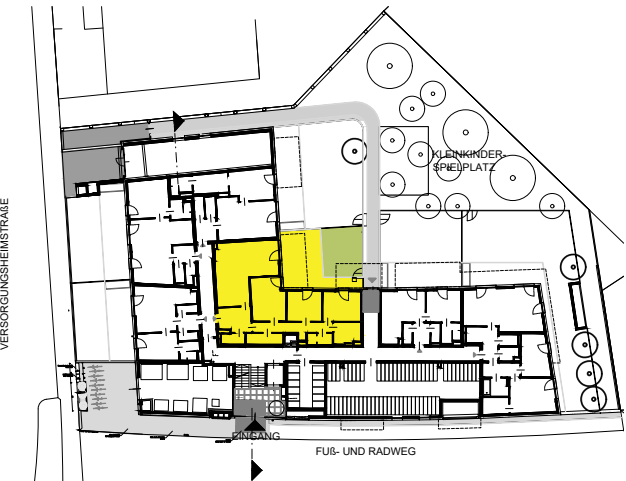 KLEINKINDER-
SPIELPLATZ
VERSORGUNGSHEIMSTRAßE
EINGANG
FUß- UND RADWEG